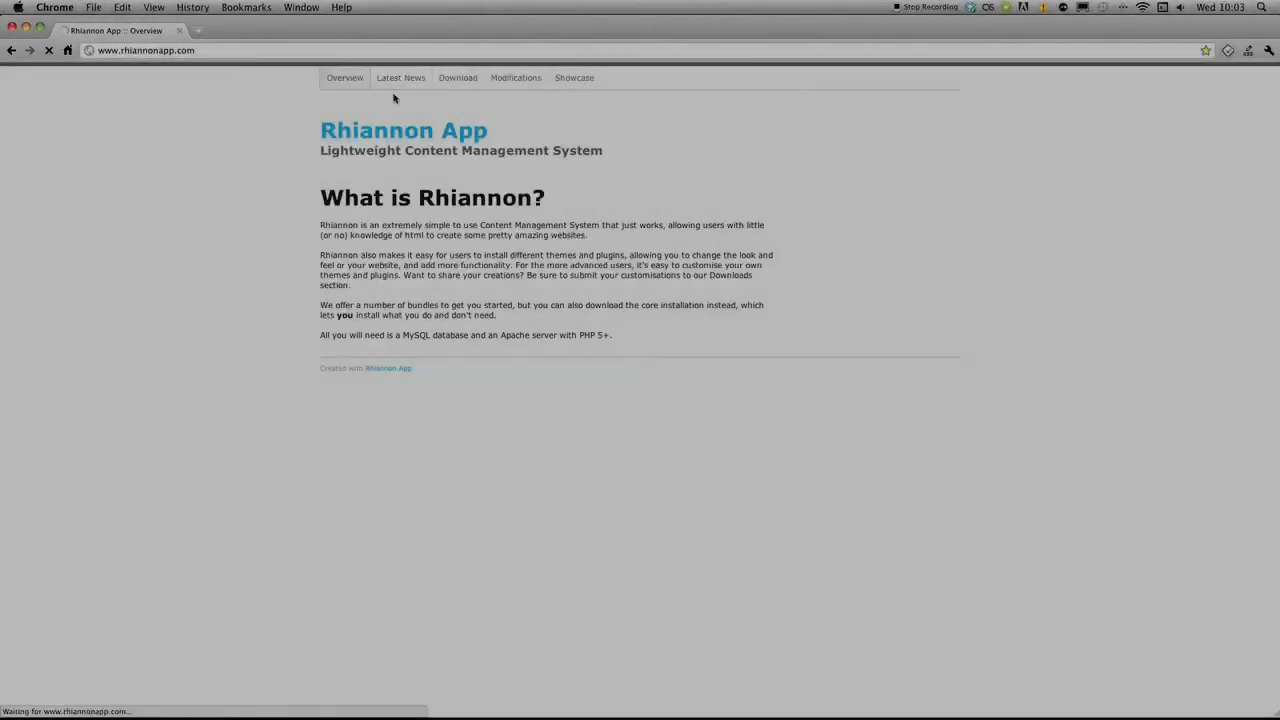 Chrome File Edit View History Bookmarks Window Help Stop Recording Wed 10:03
Rhiannon App :: Overview
www.rhiannonapp.com
Overview Latest News Download Modifications Showcase
Rhiannon App
Lightweight Content Management System
What is Rhiannon?
Rhiannon is an extremely simple to use Content Management System that just works, allowing users with little
(or no) knowledge of html to create some pretty amazing websites.
Rhiannon also makes it easy for users to install different themes and plugins, allowing you to change the look and
feel or your website, and add more functionality. For the more advanced users, it's easy to customise your own
themes and plugins. Want to share your creations? Be sure to submit your customisations to our Downloads
section.
We offer a number of bundles to get you started, but you can also download the core installation instead, which
lets you install what you do and don't need.
All you will need is a MySQL database and an Apache server with PHP 5+.
Created with Rhiannon App
Waiting for www.rhiannonapp.com...